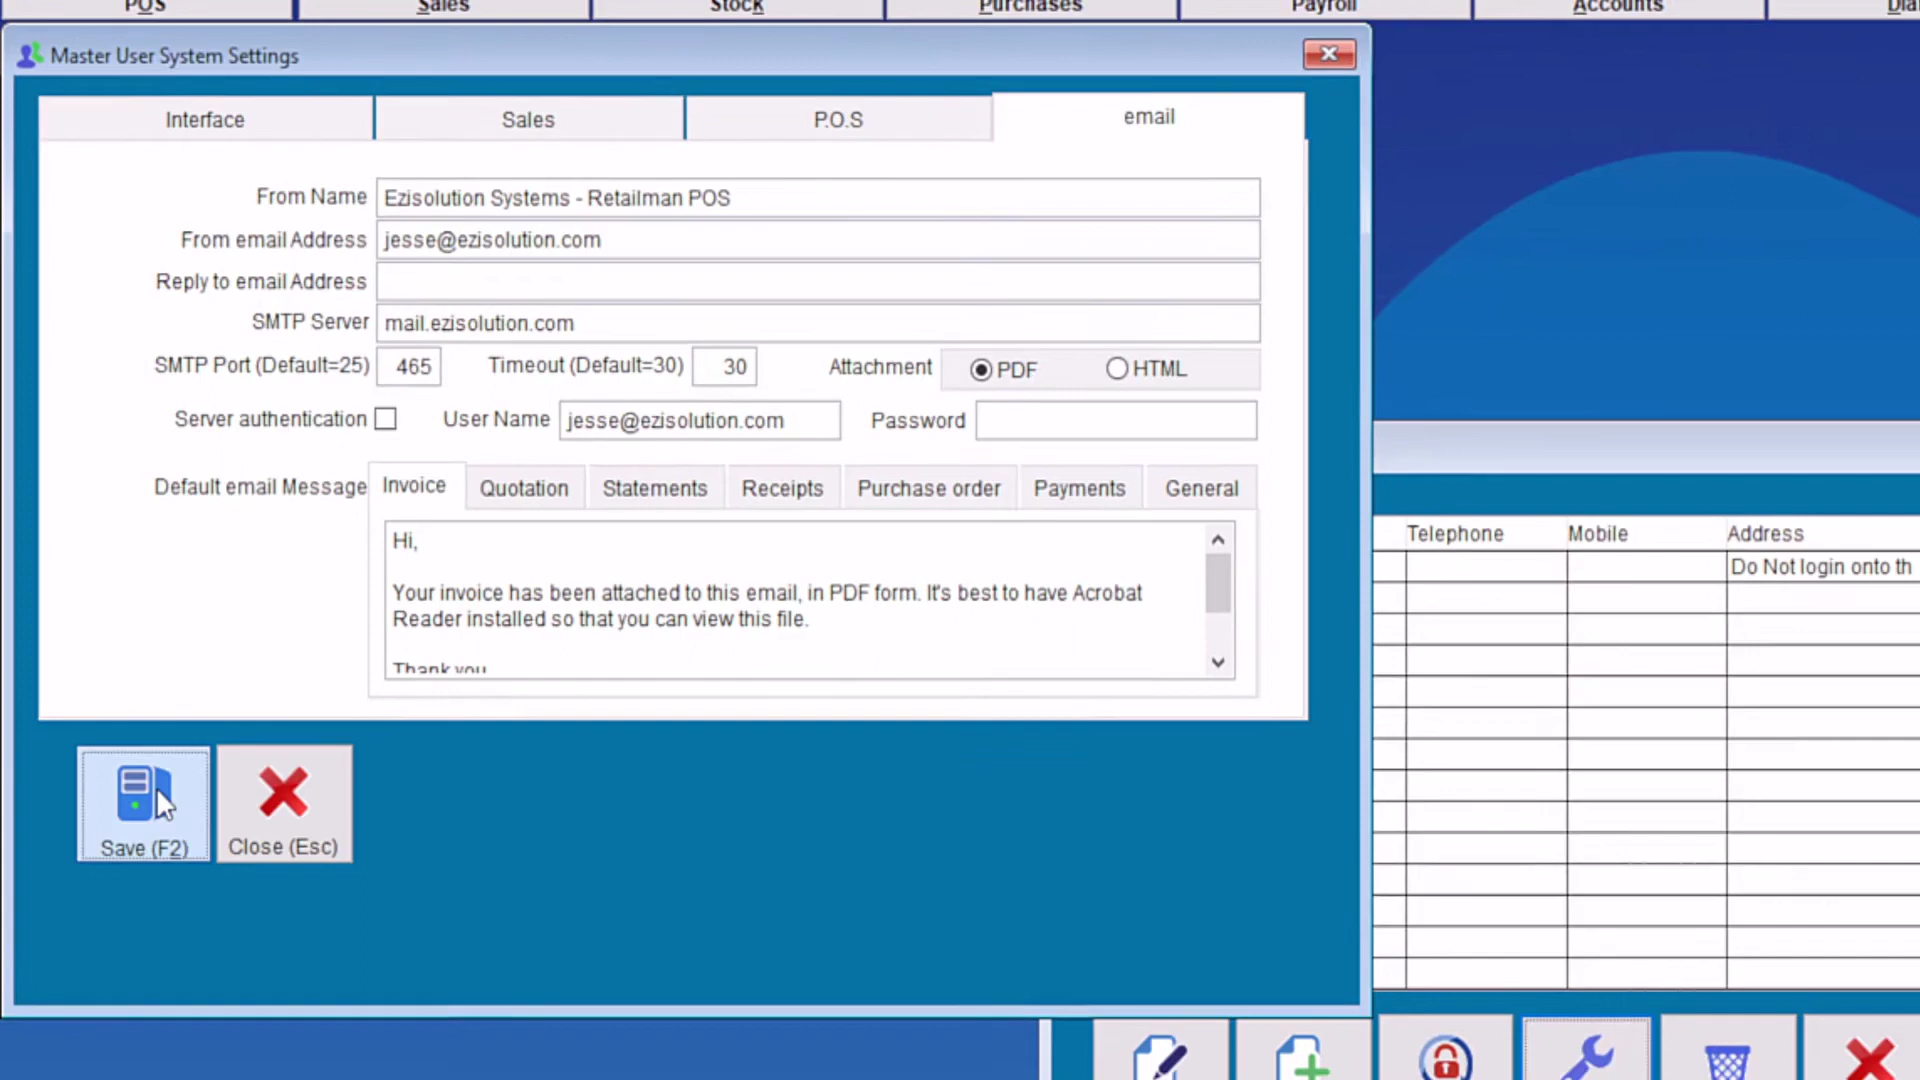 POS Sales Stock Purchases Payroll Accounts
Master User System Settings
Interface Sales P.O.S email
From Name Ezisolution Systems - Retailman POS
From email Address jesse@ezisolution.com
Reply to email Address
SMTP Server mail.ezisolution.com
SMTP Port (Default=25) 465 Timeout (Default=30) 30 Attachment PDF HTML
Server authentication User Name jesse@ezisolution.com Password
Default email Message Invoice Quotation Statements Receipts Purchase order Payments General
Hi,
Your invoice has been attached to this email, in PDF form. It's best to have Acrobat
Reader installed so that you can view this file.
Thank you
Telephone Mobile Address
Do Not login onto th
Save (F2) Close (Esc)